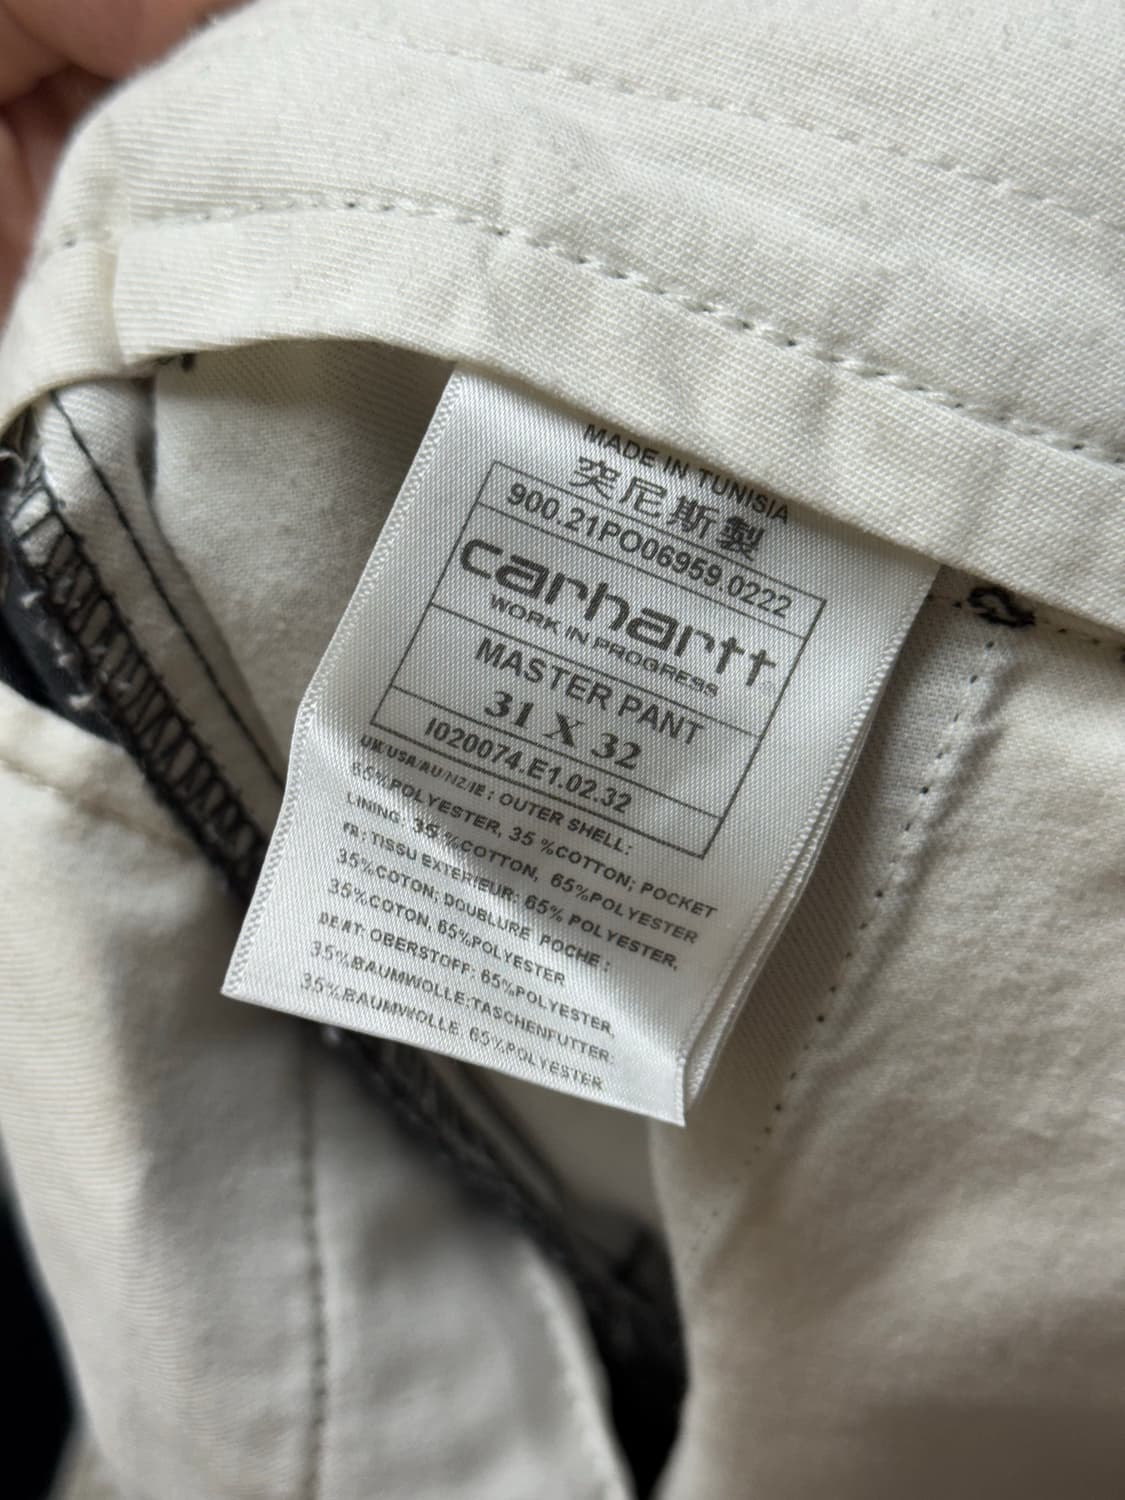 MADE IN TUNISIA
突尼斯製
900.21PO06959.0222
carhartt
WORK IN PROGRESS
MASTER PANT
31 X 32
I020074.E1.02.32
UK/USA/AU/NZ/IE: OUTER SHELL:
65%POLYESTER, 35 %COTTON; POCKET
LINING: 35 %COTTON, 65%POLYESTER
FR: TISSU EXTERIEUR: 65% POLYESTER,
35%COTON; DOUBLURE POCHE :
35%COTON, 65%POLYESTER
DE/AT: OBERSTOFF: 65%POLYESTER,
35%BAUMWOLLE:TASCHENFUTTER:
35%BAUMWOLLE, 65%POLYESTER